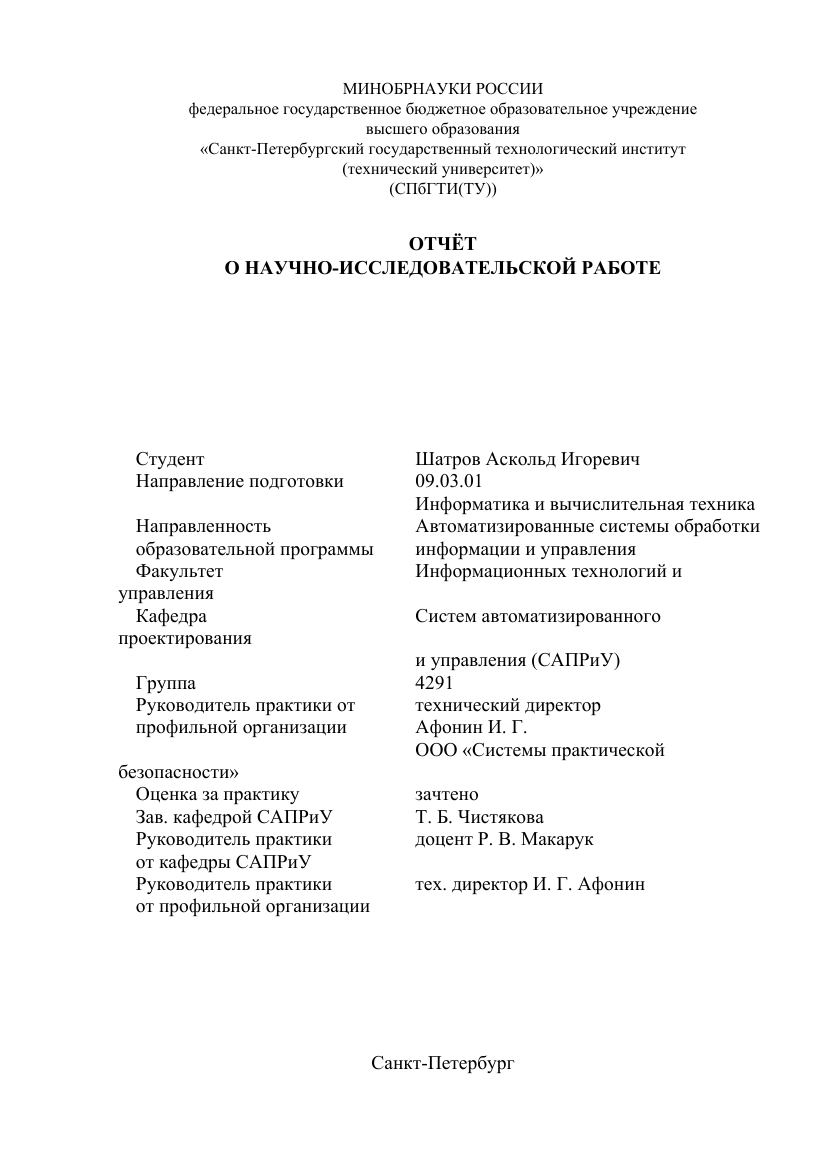 МИНОБРНАУКИ РОССИИ
федеральное государственное бюджетное образовательное учреждение
высшего образования
«Санкт-Петербургский государственный технологический институт
(технический университет)»
(СПбГТИ(ТУ))
ОТЧЁТ
О НАУЧНО-ИССЛЕДОВАТЕЛЬСКОЙ РАБОТЕ
Студент Шатров Аскольд Игоревич
Направление подготовки 09.03.01
Информатика и вычислительная техника
Направленность Автоматизированные системы обработки
образовательной программы информации и управления
Факультет Информационных технологий и
управления
Кафедра Систем автоматизированного
проектирования
и управления (САПРиУ)
Группа 4291
Руководитель практики от технический директор
профильной организации Афонин И. Г.
ООО «Системы практической
безопасности»
Оценка за практику зачтено
Зав. кафедрой САПРиУ Т. Б. Чистякова
Руководитель практики доцент Р. В. Макарук
от кафедры САПРиУ
Руководитель практики тех. директор И. Г. Афонин
от профильной организации
Санкт-Петербург